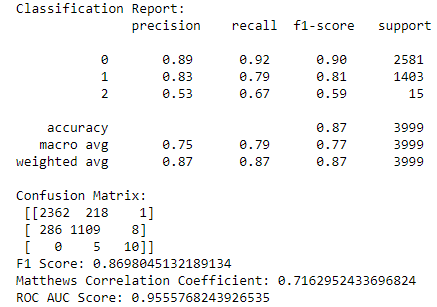 Classification Report:
precision recall f1-score support
0 0.89 0.92 0.90 2581
1 0.83 0.79 0.81 1403
2 0.53 0.67 0.59 15
accuracy 0.87 3999
macro avg 0.75 0.79 0.77 3999
weighted avg 0.87 0.87 0.87 3999
Confusion Matrix:
[[2362 218 1]
[ 286 1109 8]
[ 0 5 10]]
F1 Score: 0.8698045132189134
Matthews Correlation Coefficient: 0.7162952433696824
ROC AUC Score: 0.9555768243926535